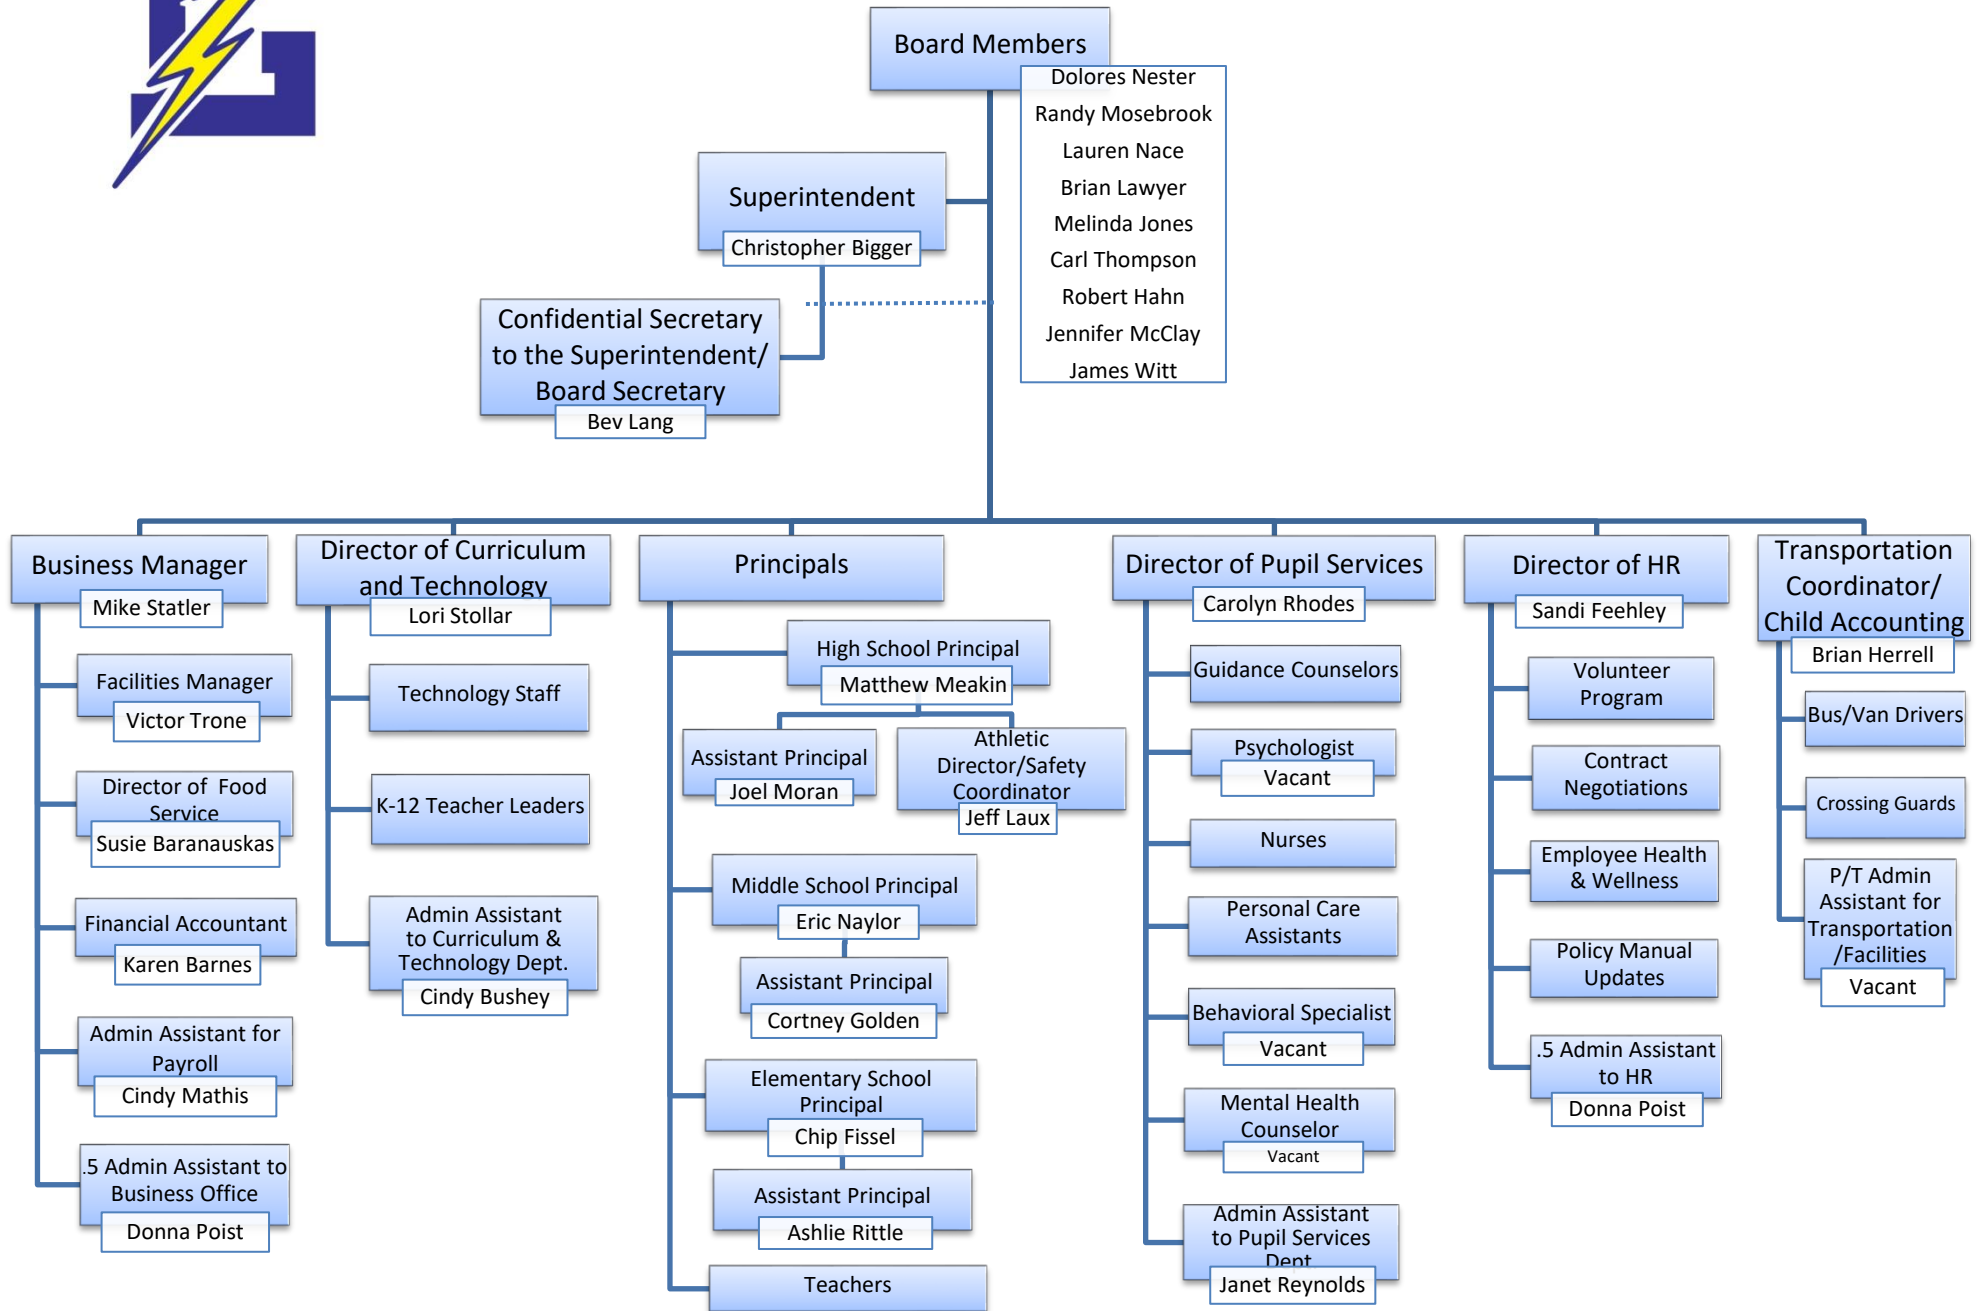 Board Members
Dolores Nester
Randy Mosebrook
Lauren Nace
Brian Lawyer
Melinda Jones
Carl Thompson
Robert Hahn
Jennifer McClay
James Witt
Superintendent
Christopher Bigger
Confidential Secretary
to the Superintendent/
Board Secretary
Bev Lang
Business Manager
Mike Statler
Facilities Manager
Victor Trone
Director of Food
Service
Susie Baranauskas
Financial Accountant
Karen Barnes
Admin Assistant for
Payroll
Cindy Mathis
.5 Admin Assistant to
Business Office
Donna Poist
Director of Curriculum
and Technology
Lori Stollar
Technology Staff
K-12 Teacher Leaders
Admin Assistant
to Curriculum &
Technology Dept.
Cindy Bushey
Principals
High School Principal
Matthew Meakin
Assistant Principal
Joel Moran
Athletic
Director/Safety
Coordinator
Jeff Laux
Middle School Principal
Eric Naylor
Assistant Principal
Cortney Golden
Elementary School
Principal
Chip Fissel
Assistant Principal
Ashlie Rittle
Teachers
Director of Pupil Services
Carolyn Rhodes
Guidance Counselors
Psychologist
Vacant
Nurses
Personal Care
Assistants
Behavioral Specialist
Vacant
Mental Health
Counselor
Vacant
Admin Assistant
to Pupil Services
Dept
Janet Reynolds
Director of HR
Sandi Feehley
Volunteer
Program
Contract
Negotiations
Employee Health
& Wellness
Policy Manual
Updates
.5 Admin Assistant
to HR
Donna Poist
Transportation
Coordinator/
Child Accounting
Brian Herrell
Bus/Van Drivers
Crossing Guards
P/T Admin
Assistant for
Transportation
/Facilities
Vacant